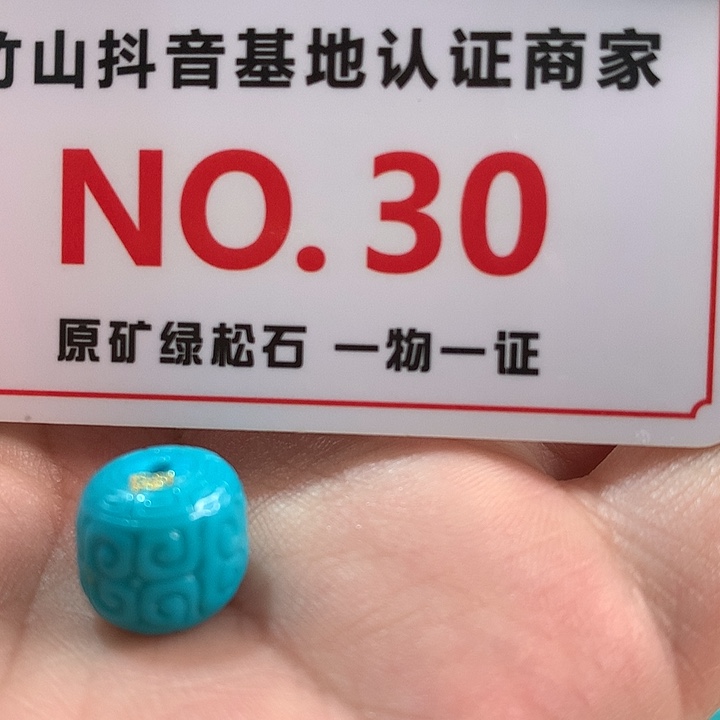 竹山抖音基地认证商家
NO. 30
原矿绿松石 一物一证